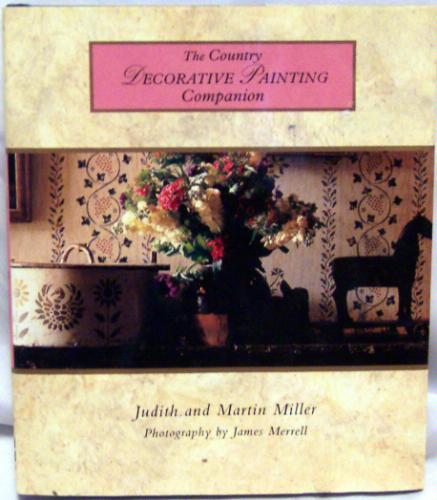 The Country
DECORATIVE PAINTING
Companion
Judith and Martin Miller
Photography by James Merrell